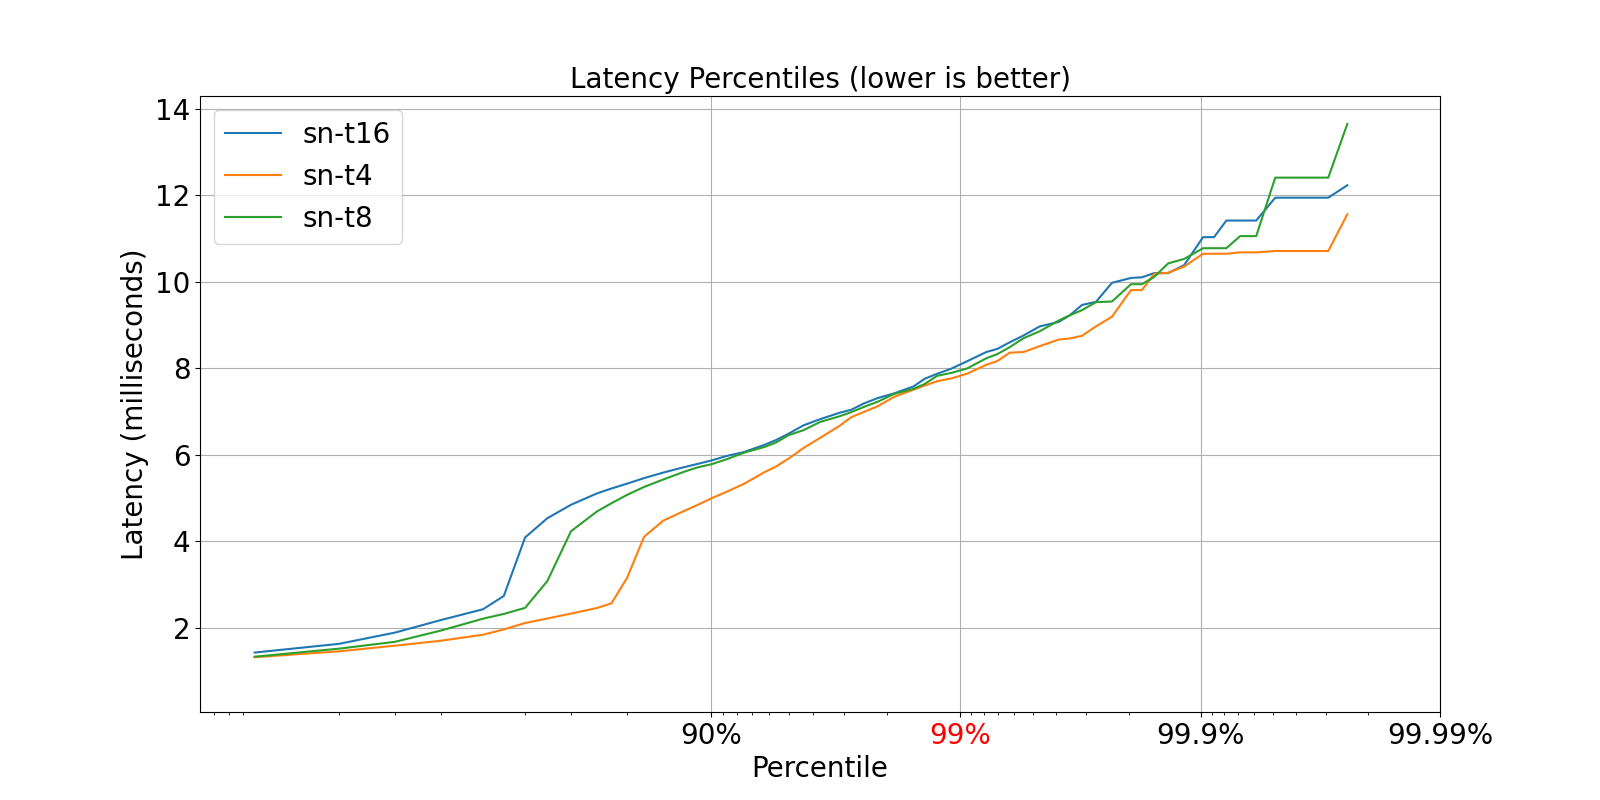 Latency Percentiles (lower is better)
14
12
10
8
6
4
2
Latency (milliseconds)
sn-t16
sn-t4
sn-t8
90%
99%
99.9%
99.99%
Percentile